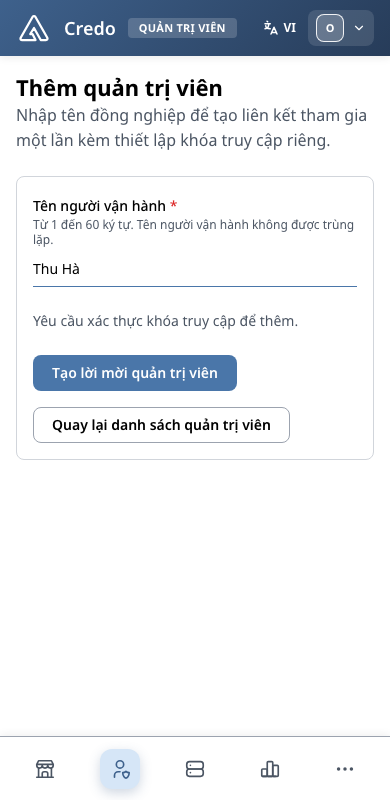 Credo
QUẢN TRỊ VIÊN
VI
O
Thêm quản trị viên
Nhập tên đồng nghiệp để tạo liên kết tham gia
một lần kèm thiết lập khóa truy cập riêng.
Tên người vận hành *
Từ 1 đến 60 ký tự. Tên người vận hành không được trùng
lặp.
Thu Hà
Yêu cầu xác thực khóa truy cập để thêm.
Tạo lời mời quản trị viên
Quay lại danh sách quản trị viên